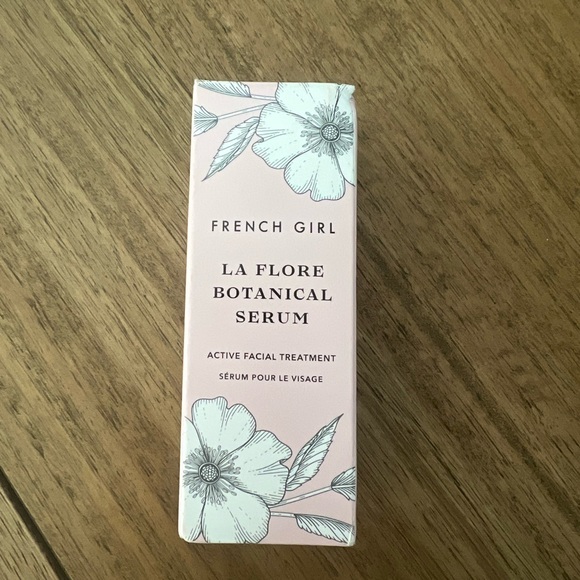 FRENCH GIRL
LA FLORE
BOTANICAL
SERUM
ACTIVE FACIAL TREATMENT
SÉRUM POUR LE VISAGE